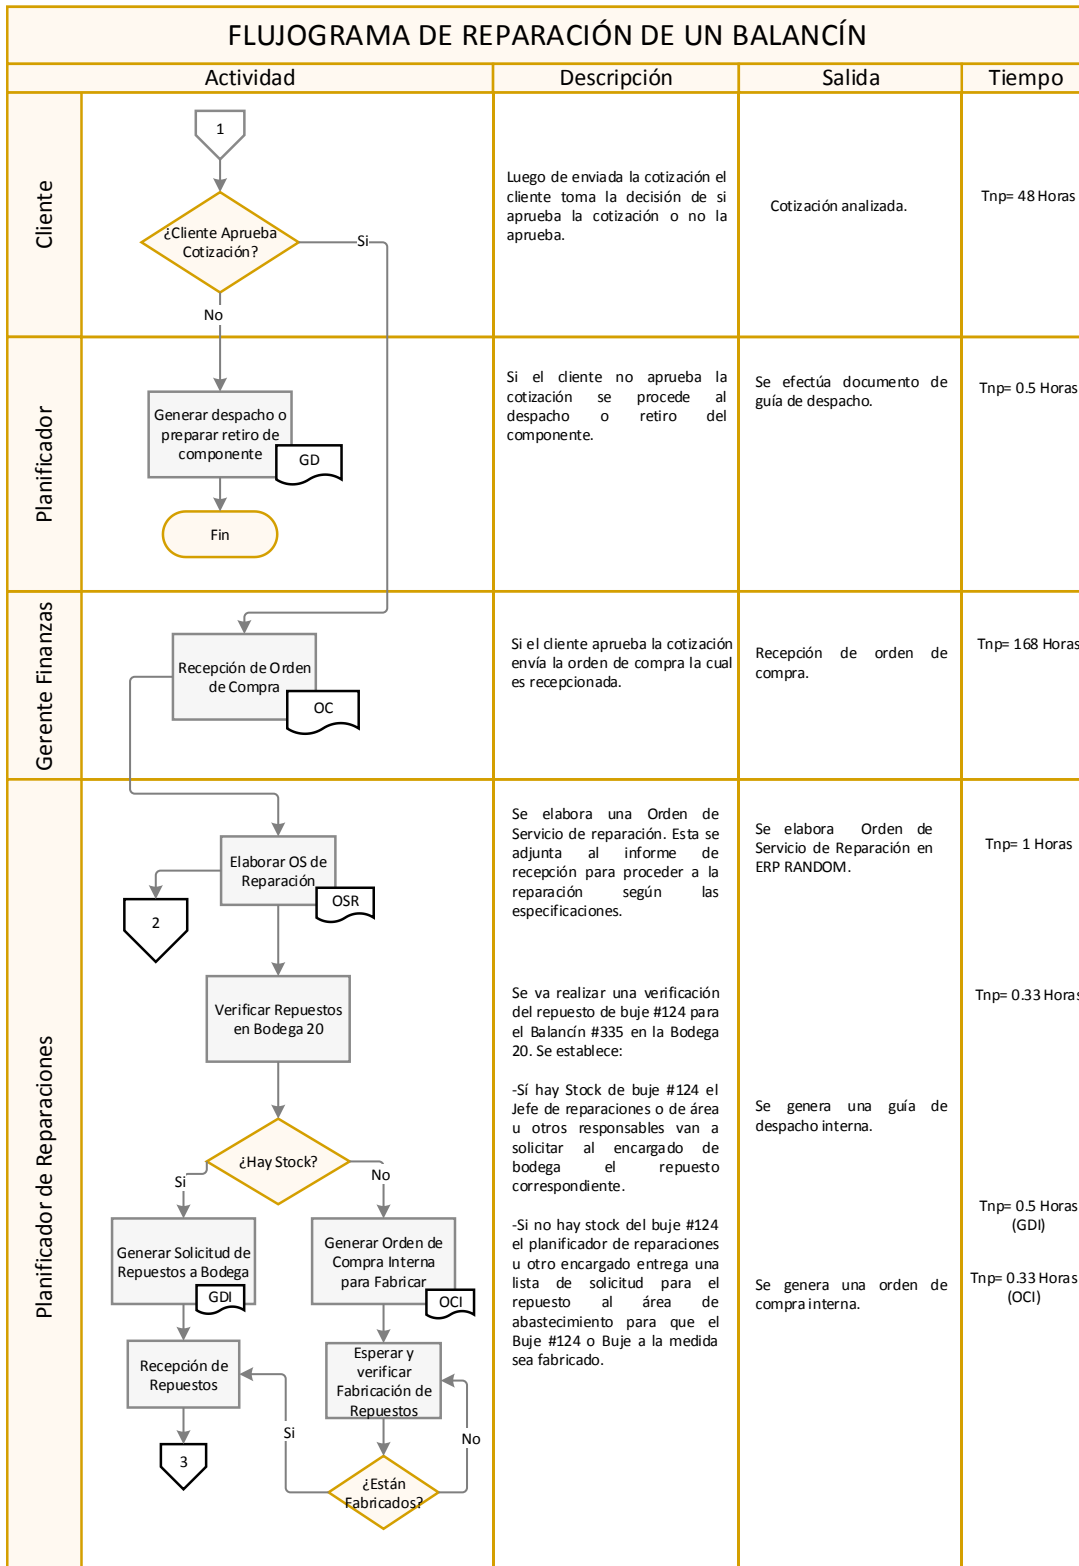 FLUJOGRAMA DE REPARACIÓN DE UN BALANCÍN
Actividad
Descripción
Salida
Tiempo
Cliente
1
¿Cliente Aprueba
Cotización?
Si
No
Luego de enviada la cotización el
cliente toma la decisión de si
aprueba la cotización o no la
aprueba.
Cotización analizada.
Tnp= 48 Horas
Planificador
Generar despacho o
preparar retiro de
componente
GD
Fin
Si el cliente no aprueba la
cotización se procede al
despacho o retiro del
componente.
Se efectúa documento de
guía de despacho.
Tnp= 0.5 Horas
Gerente Finanzas
Recepción de Orden
de Compra
OC
Si el cliente aprueba la cotización
envía la orden de compra la cual
es recepcionada.
Recepción de orden de
compra.
Tnp= 168 Horas
Planificador de Reparaciones
Elaborar OS de
Reparación
OSR
2
Se elabora una Orden de
Servicio de reparación. Esta se
adjunta al informe de
recepción para proceder a la
reparación según las
especificaciones.
Se elabora Orden de
Servicio de Reparación en
ERP RANDOM.
Tnp= 1 Horas
Verificar Repuestos
en Bodega 20
Se va realizar una verificación
del repuesto de buje #124 para
el Balancín #335 en la Bodega
20. Se establece:
Tnp= 0.33 Horas
¿Hay Stock?
Si
No
-Sí hay Stock de buje #124 el
Jefe de reparaciones o de área
u otros responsables van a
solicitar al encargado de
bodega el repuesto
correspondiente.
Se genera una guía de
despacho interna.
Tnp= 0.5 Horas
(GDI)
Generar Solicitud de
Repuestos a Bodega
GDI
Generar Orden de
Compra Interna
para Fabricar
OCI
-Si no hay stock del buje #124
el planificador de reparaciones
u otro encargado entrega una
lista de solicitud para el
repuesto al área de
abastecimiento para que el
Buje #124 o Buje a la medida
sea fabricado.
Se genera una orden de
compra interna.
Tnp= 0.33 Horas
(OCI)
Recepción de
Repuestos
Esperar y
verificar
Fabricación de
Repuestos
Si
No
3
¿Están
Fabricados?